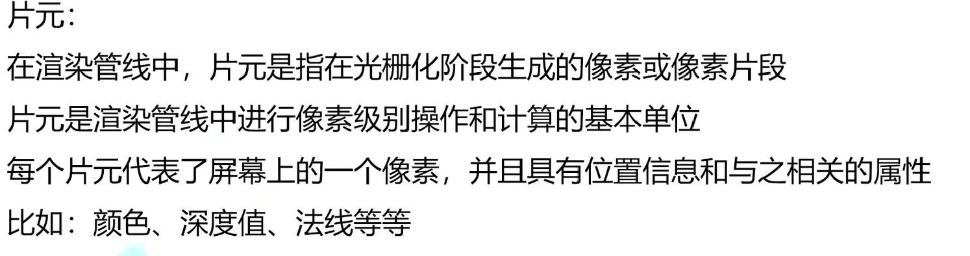 片元：
在渲染管线中，片元是指在光栅化阶段生成的像素或像素片段
片元是渲染管线中进行像素级别操作和计算的基本单位
每个片元代表了屏幕上的一个像素，并且具有位置信息和与之相关的属性
比如：颜色、深度值、法线等等